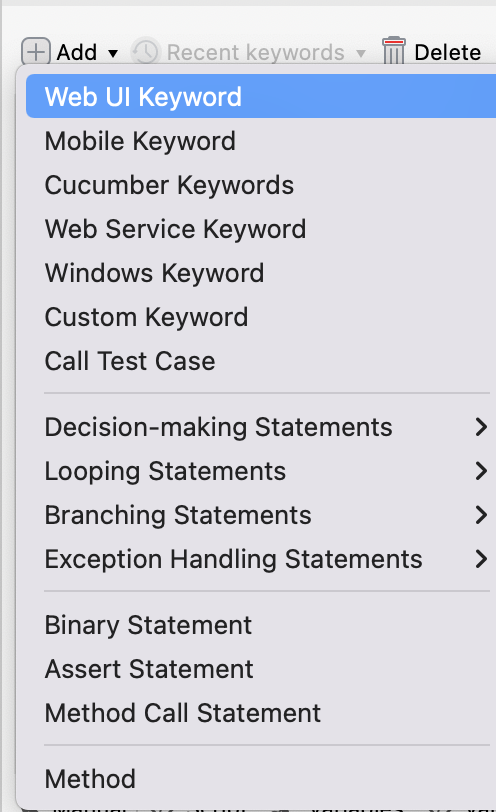 Add Recent keywords Delete
Web UI Keyword
Mobile Keyword
Cucumber Keywords
Web Service Keyword
Windows Keyword
Custom Keyword
Call Test Case
Decision-making Statements
Looping Statements
Branching Statements
Exception Handling Statements
Binary Statement
Assert Statement
Method Call Statement
Method